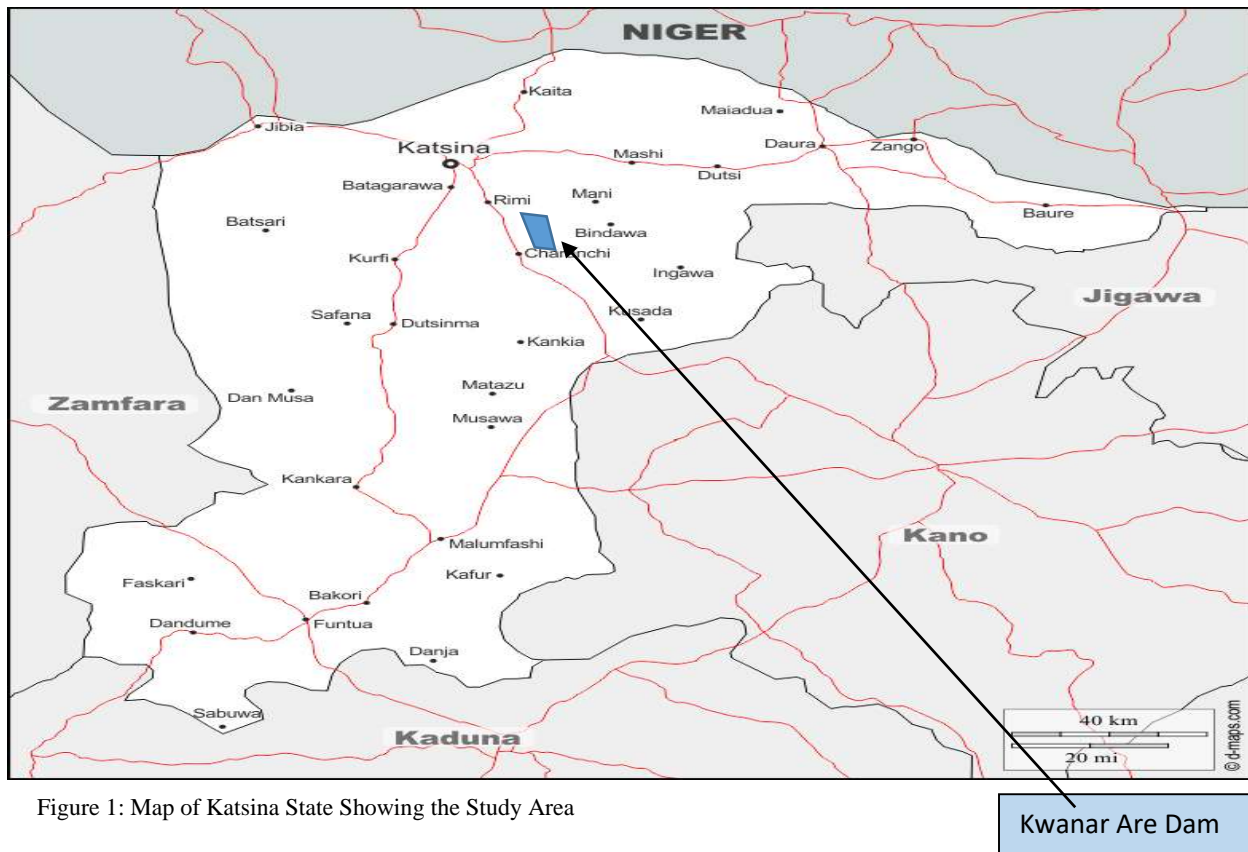 NIGER
Kaita
Maiadua
Jibia
Katsina
Daura
Zango
Mashi
Dutsi
Batagarawa
Rimi
Mani
Baure
Batsari
Bindawa
Kurfi
Charanchi
Ingawa
Jigawa
Safana
Dutsinma
Kusada
Kankia
Zamfara
Dan Musa
Matazu
Musawa
Kankara
Kano
Malumfashi
Faskari
Kafur
Bakori
Dandume
Funtua
Danja
Sabuwa
Kaduna
40 km
20 mi
© d-maps.com
Figure 1: Map of Katsina State Showing the Study Area
Kwanar Are Dam